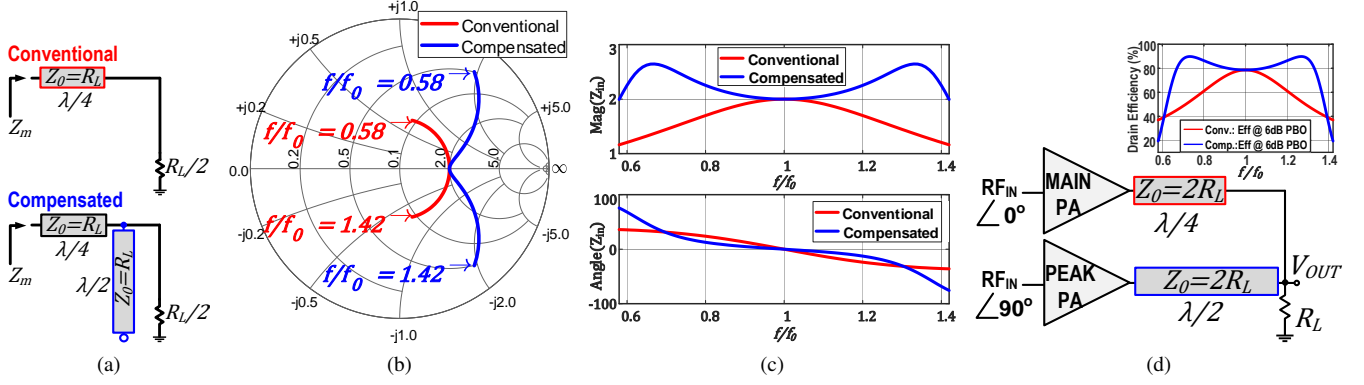 Conventional
Z0=RL
λ/4
Zm
RL/2
Compensated
Z0=RL
λ/4
Zm
λ/2
Z0=RL
RL/2
(a)
+j1.0
Conventional
Compensated
+j0.5
+j0.2
+j5.0
f/f0 = 0.58
f/f0 = 0.58
0.0
0.2
0.5
1.0
2.0
5.0
∞
f/f0 = 1.42
f/f0 = 1.42
-j0.2
-j5.0
-j0.5
-j2.0
-j1.0
(b)
Mag(Zin)
3
2
1
Conventional
Compensated
0.6
0.8
1
1.2
1.4
f/f0
Angle(Zin)
100
0
-100
Conventional
Compensated
0.6
0.8
1
1.2
1.4
f/f0
(c)
Drain Efficiency (%)
100
80
60
40
20
Conv.: Eff @ 6dB PBO
Comp.:Eff @ 6dB PBO
0.6
0.8
1
1.2
1.4
f/f0
RFIN
∠0°
MAIN
PA
Z0=2RL
λ/4
RFIN
∠90°
PEAK
PA
Z0=2RL
λ/2
VOUT
RL
(d)